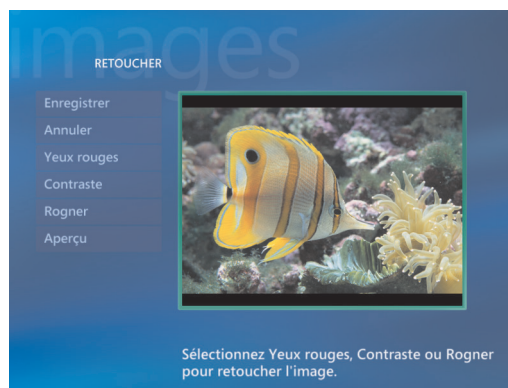 images
RETOUCHER
Enregistrer
Annuler
Yeux rouges
Contraste
Rogner
Aperçu
Sélectionnez Yeux rouges, Contraste ou Rogner
pour retoucher l'image.